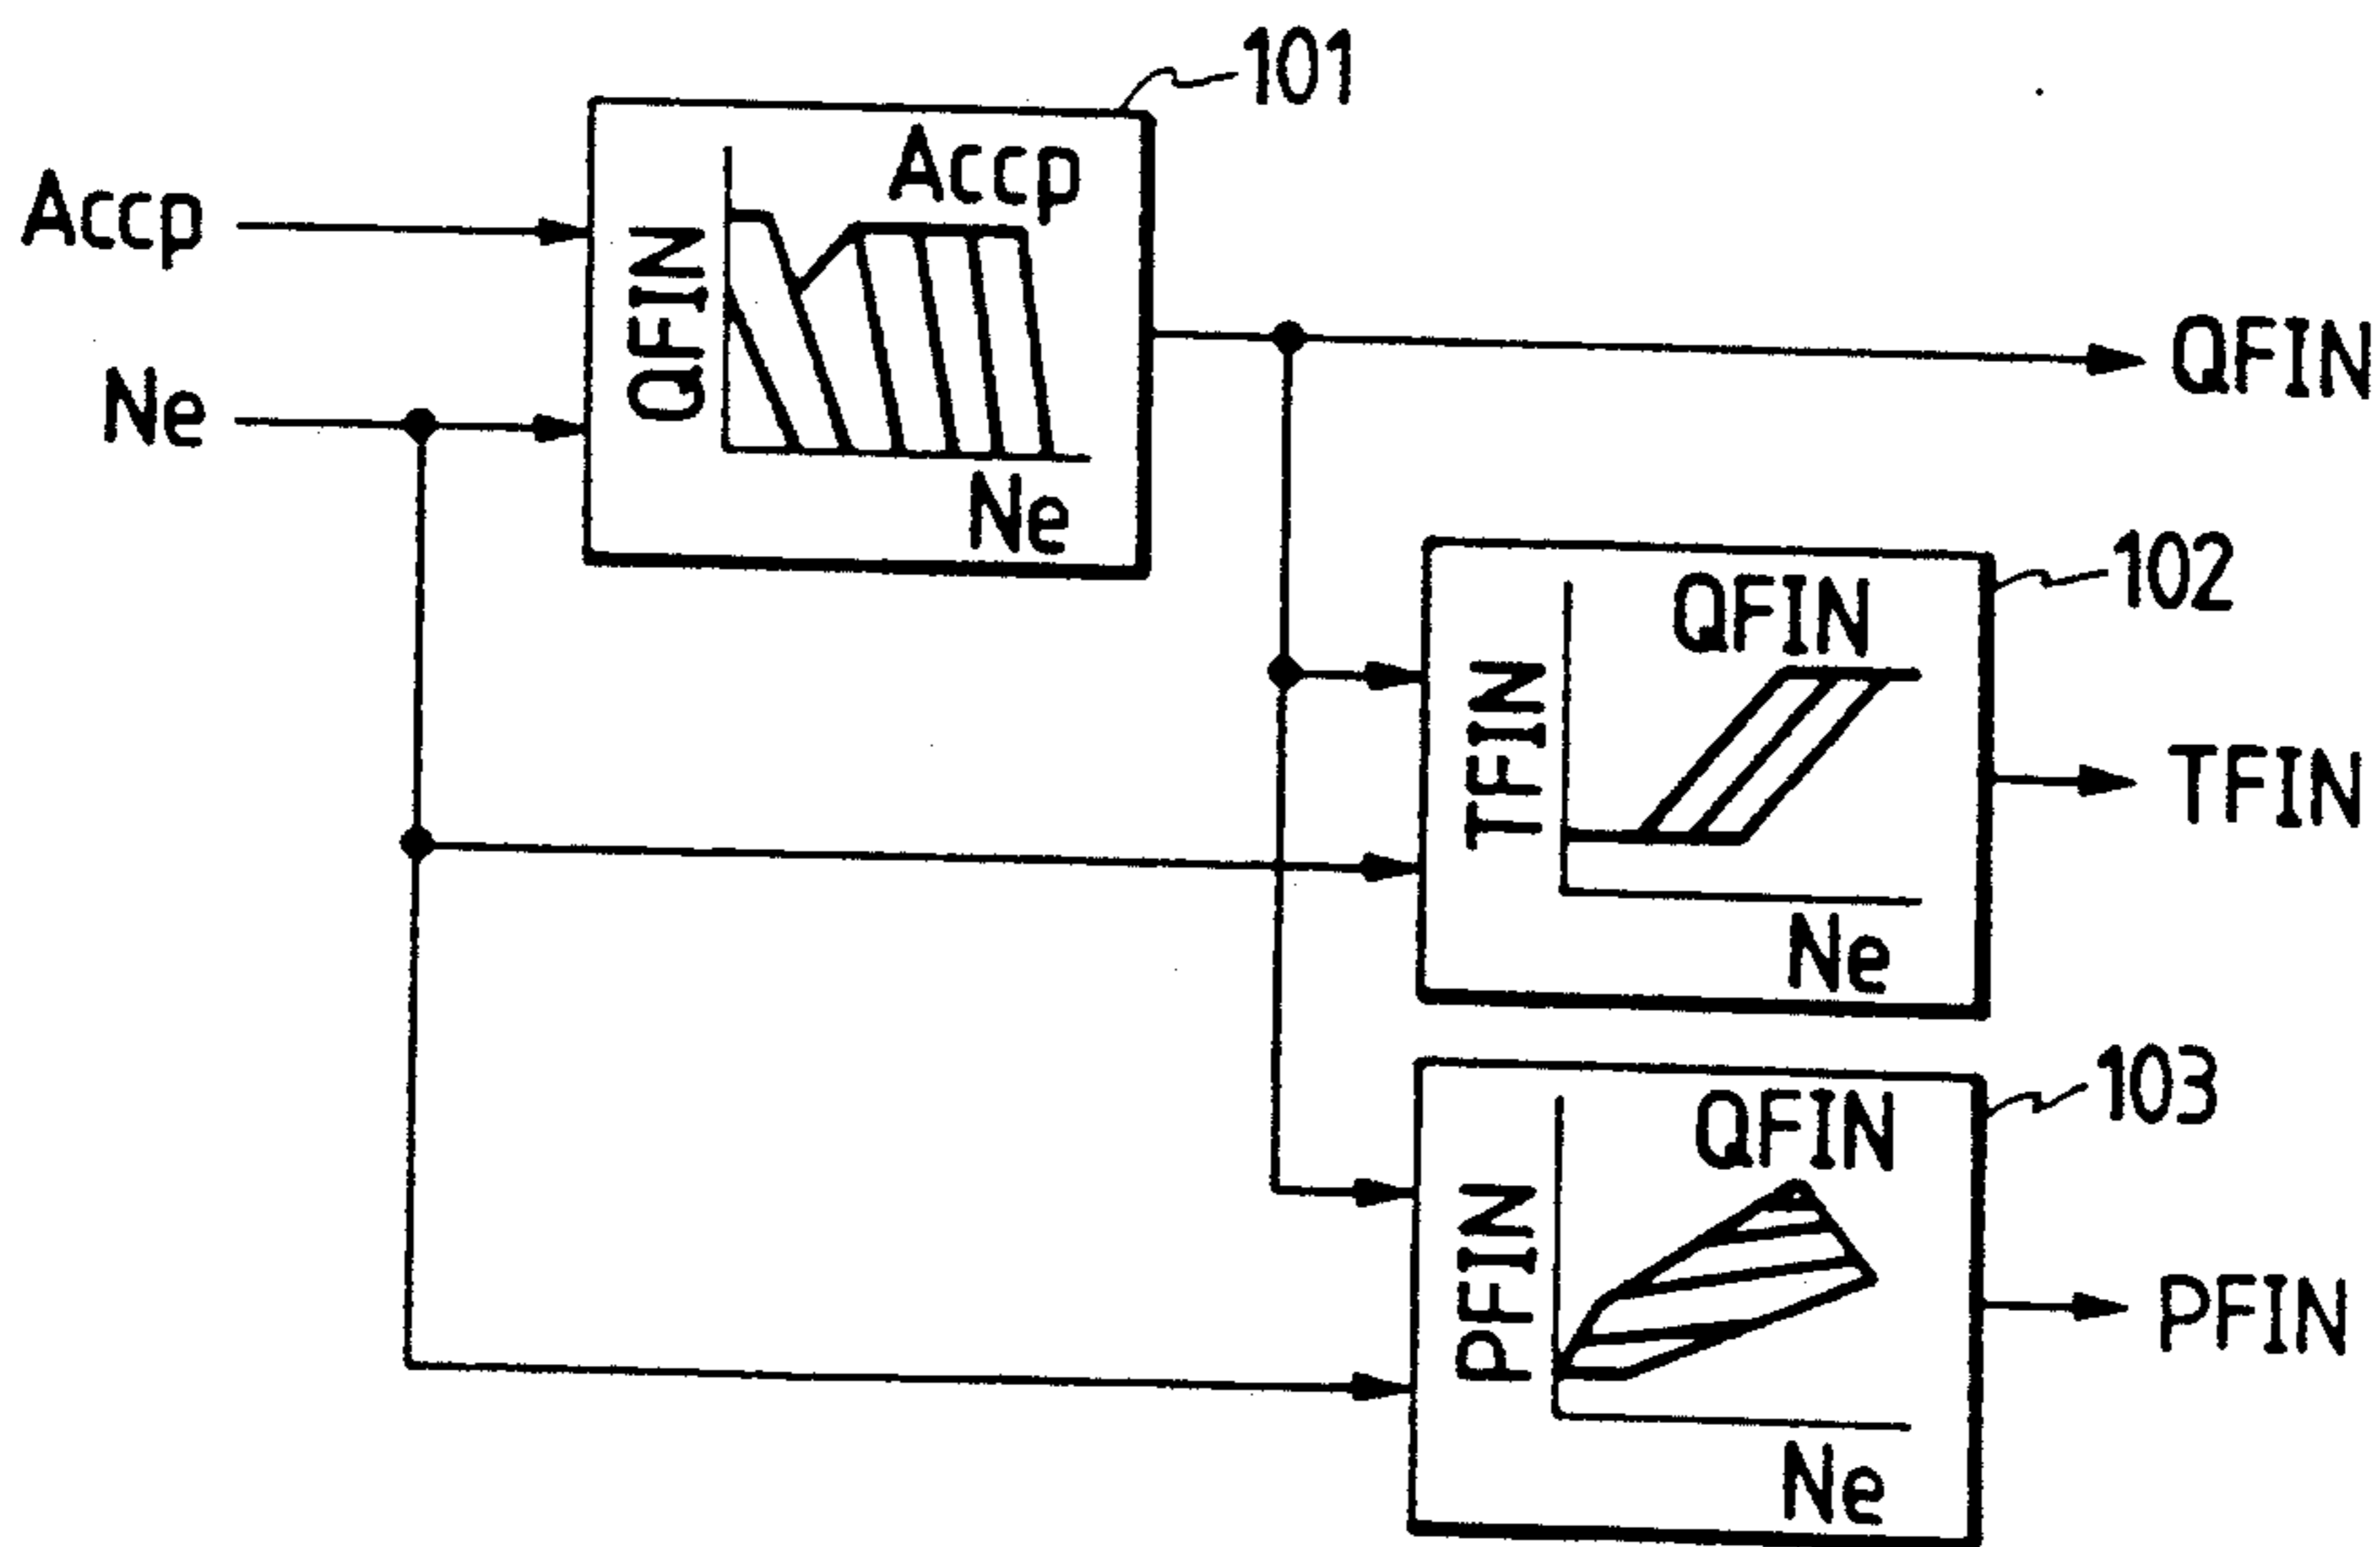 101
Accp
Accp
QFIN
Ne
Ne
QFIN
102
QFIN
TFIN
TFIN
Ne
103
QFIN
PFIN
PFIN
Ne